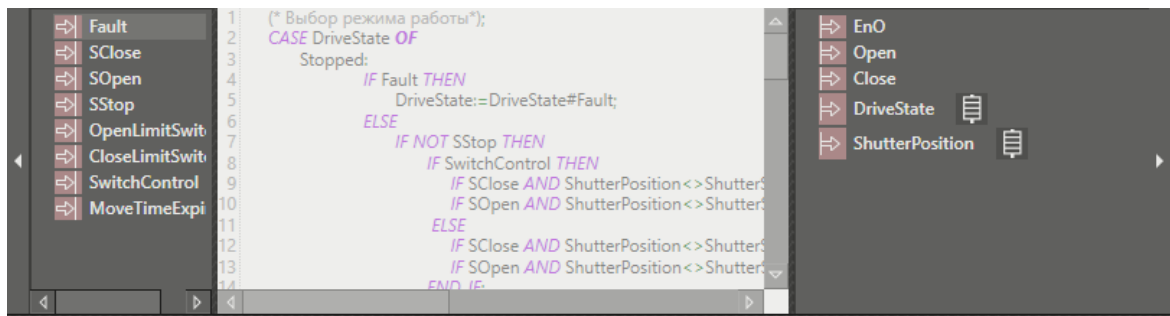 Fault
SClose
SOpen
SStop
OpenLimitSwit
CloseLimitSwit
SwitchControl
MoveTimeExpi
1 (* Выбор режима работы*);
2 CASE DriveState OF
3 Stopped:
4 IF Fault THEN
5 DriveState:=DriveState#Fault;
6 ELSE
7 IF NOT SStop THEN
8 IF SwitchControl THEN
9 IF SClose AND ShutterPosition<>Shutter
10 IF SOpen AND ShutterPosition<>Shutter
11 ELSE
12 IF SClose AND ShutterPosition<>Shutter
13 IF SOpen AND ShutterPosition<>Shutter
14 END_IF;
EnO
Open
Close
DriveState
ShutterPosition